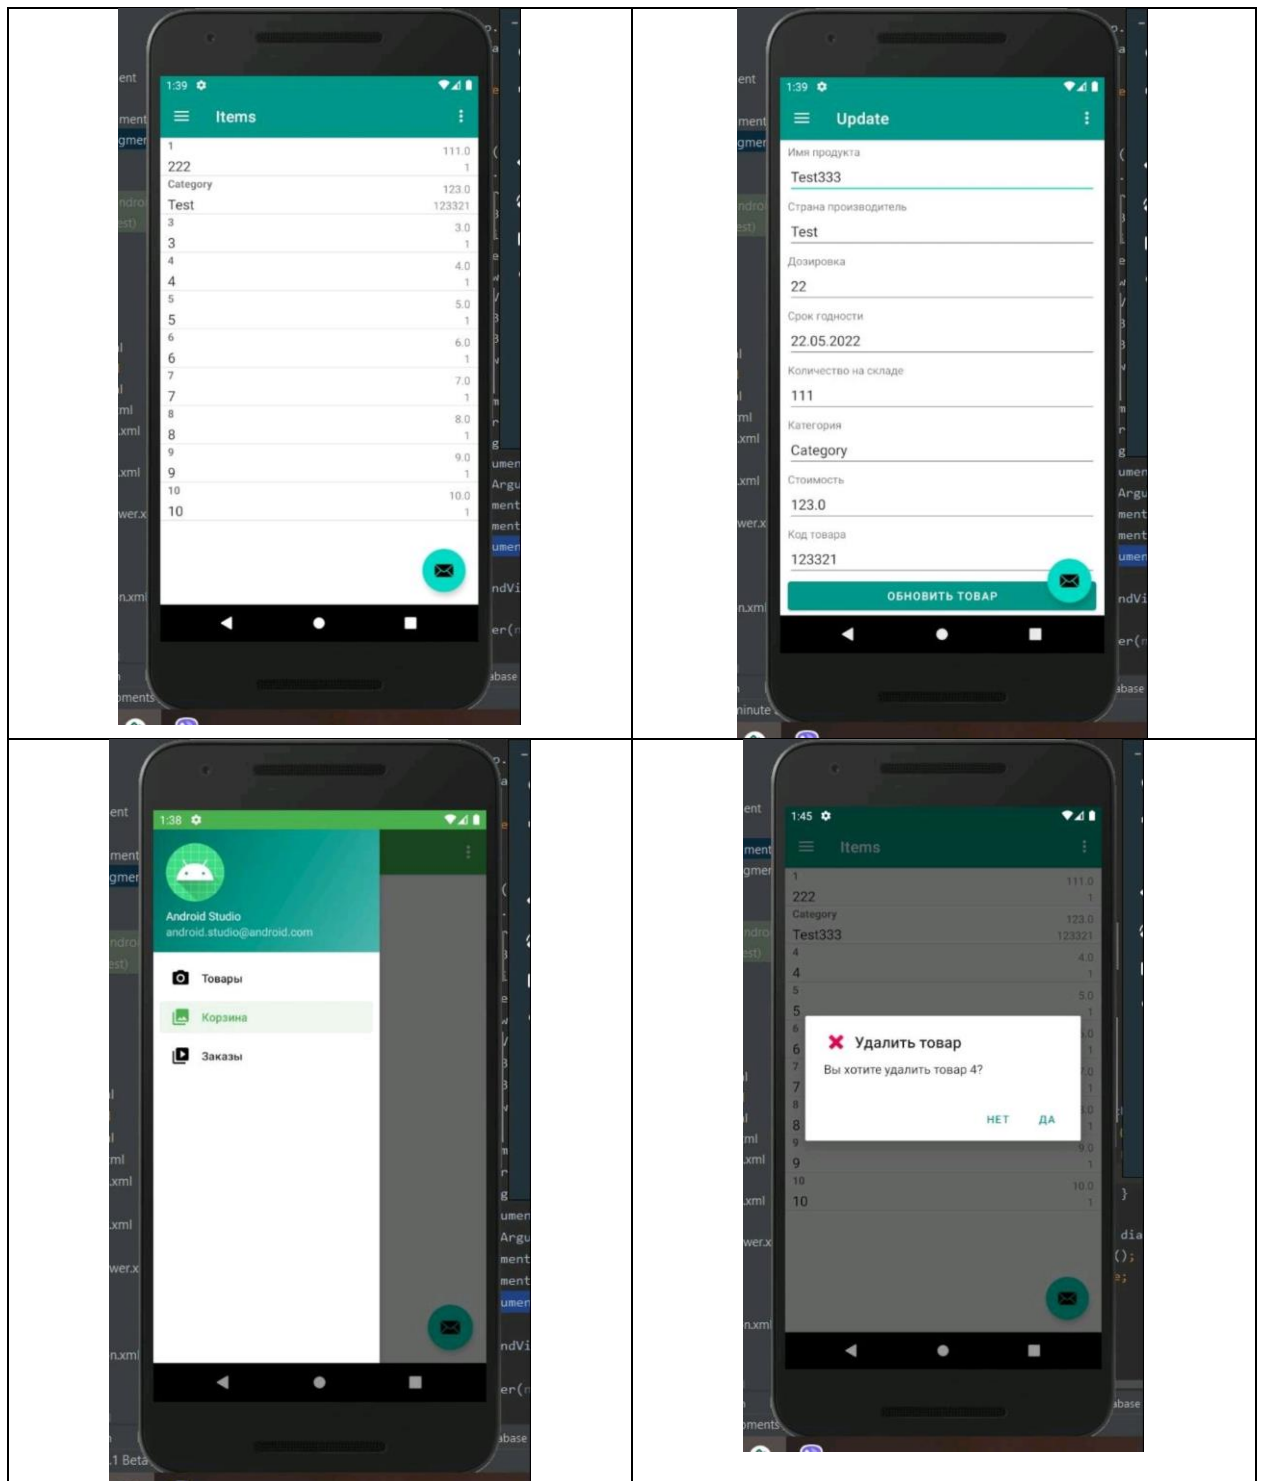 1:39
Items
1
111.0
222
1
Category
123.0
Test
123321
3
3.0
3
1
4
4.0
4
1
5
5.0
5
1
6
6.0
6
1
7
7.0
7
1
8
8.0
8
1
9
9.0
9
1
10
10.0
10
1
1:39
Update
Имя продукта
Test333
Страна производитель
Test
Дозировка
22
Срок годности
22.05.2022
Количество на складе
111
Категория
Category
Стоимость
123.0
Код товара
123321
ОБНОВИТЬ ТОВАР
1:38
Android Studio
android.studio@android.com
Товары
Корзина
Заказы
1:45
Items
1
111.0
222
1
Category
123.0
Test333
123321
4
4.0
4
1
5
5.0
5
1
6
6
7
7
8
8
9
9.0
9
1
10
10.0
10
1
Удалить товар
Вы хотите удалить товар 4?
НЕТ ДА